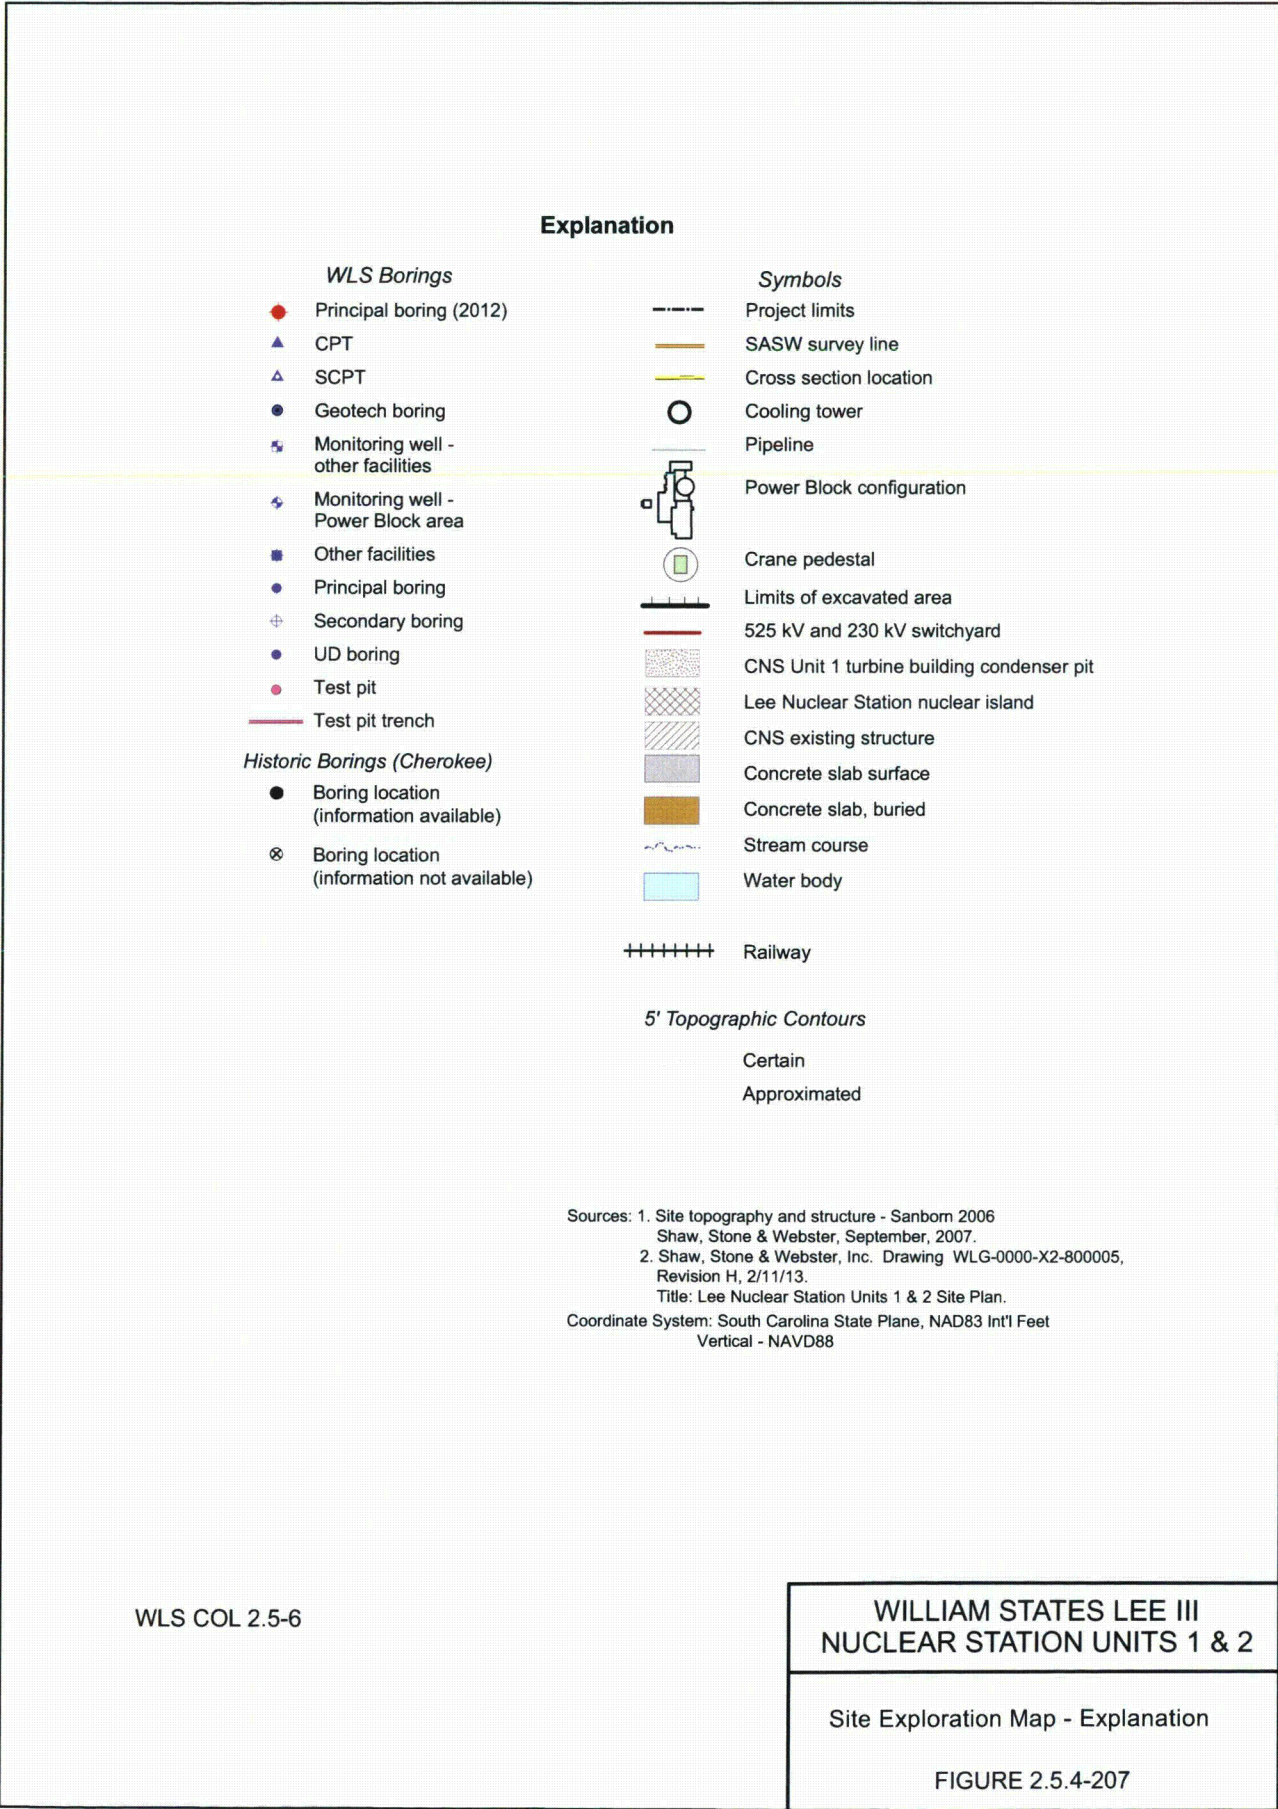 Explanation
WLS Borings
Principal boring (2012)
CPT
SCPT
Geotech boring
Monitoring well -
other facilities
Monitoring well -
Power Block area
Other facilities
Principal boring
Secondary boring
UD boring
Test pit
Test pit trench
Historic Borings (Cherokee)
Boring location
(information available)
Boring location
(information not available)
Symbols
Project limits
SASW survey line
Cross section location
Cooling tower
Pipeline
Power Block configuration
Crane pedestal
Limits of excavated area
525 kV and 230 kV switchyard
CNS Unit 1 turbine building condenser pit
Lee Nuclear Station nuclear island
CNS existing structure
Concrete slab surface
Concrete slab, buried
Stream course
Water body
Railway
5' Topographic Contours
Certain
Approximated
Sources: 1. Site topography and structure - Sanborn 2006
Shaw, Stone & Webster, September, 2007.
2. Shaw, Stone & Webster, Inc. Drawing WLG-0000-X2-800005,
Revision H, 2/11/13.
Title: Lee Nuclear Station Units 1 & 2 Site Plan.
Coordinate System: South Carolina State Plane, NAD83 Int'l Feet
Vertical - NAVD88
WLS COL 2.5-6
WILLIAM STATES LEE III
NUCLEAR STATION UNITS 1 & 2
Site Exploration Map - Explanation
FIGURE 2.5.4-207